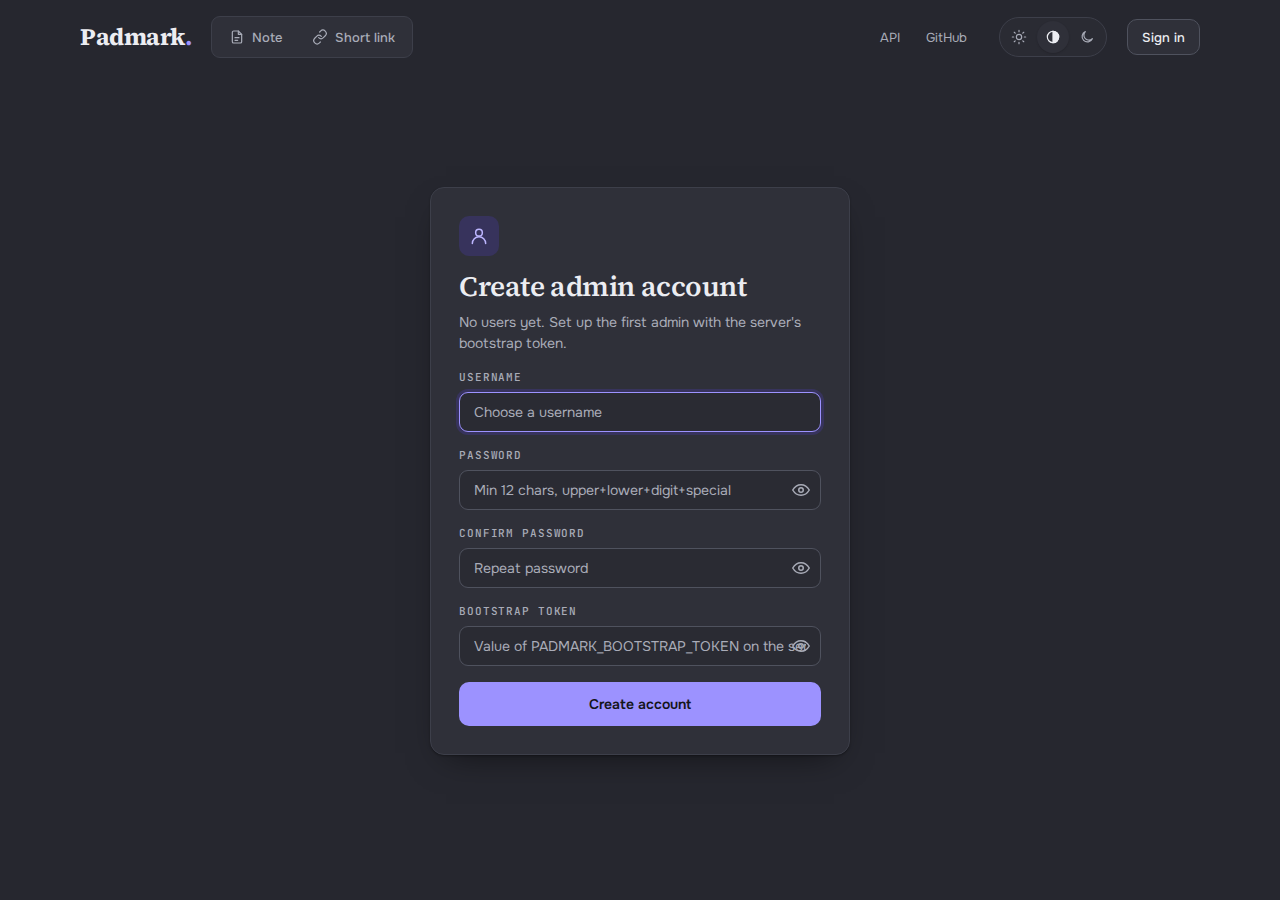 Padmark.
Note
Short link
API
GitHub
Sign in
Create admin account
No users yet. Set up the first admin with the server's
bootstrap token.
USERNAME
Choose a username
PASSWORD
Min 12 chars, upper+lower+digit+special
CONFIRM PASSWORD
Repeat password
BOOTSTRAP TOKEN
Value of PADMARK_BOOTSTRAP_TOKEN on the
Create account